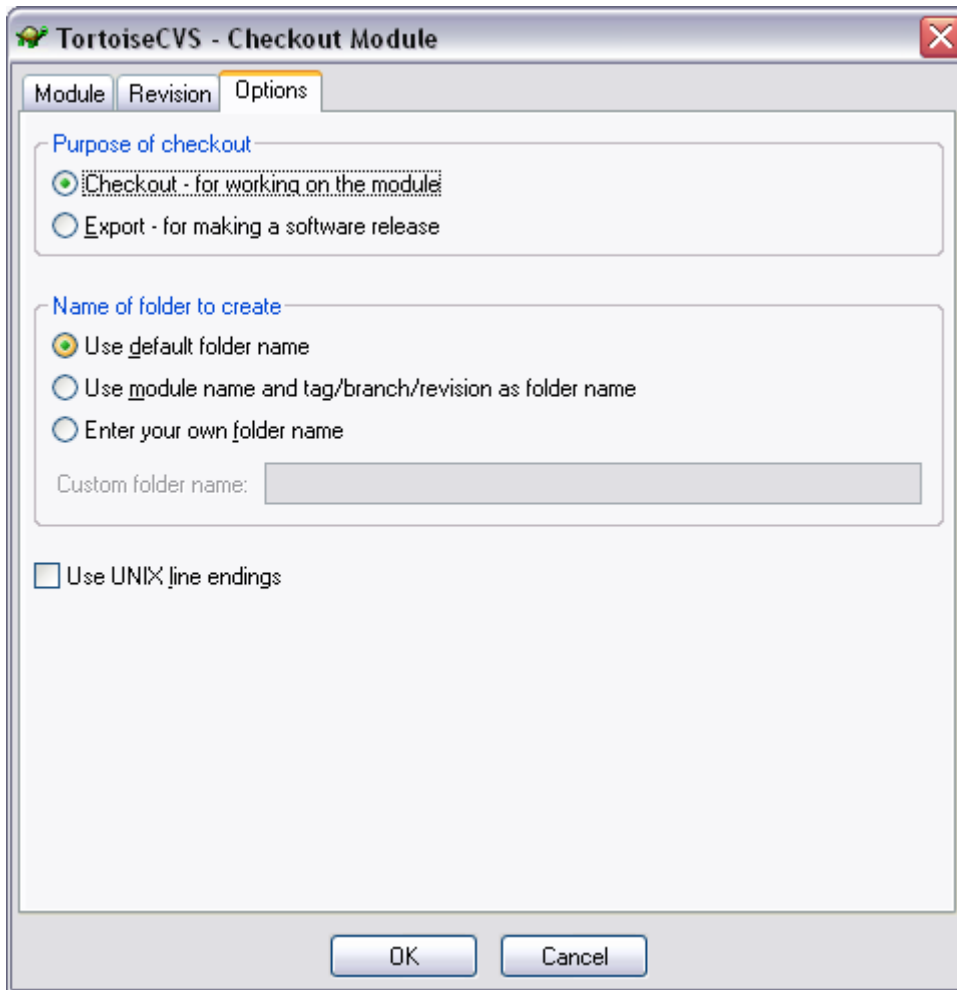 TortoiseCVS - Checkout Module
Module Revision Options
Purpose of checkout
Checkout - for working on the module
Export - for making a software release
Name of folder to create
Use default folder name
Use module name and tag/branch/revision as folder name
Enter your own folder name
Custom folder name:
Use UNIX line endings
OK Cancel